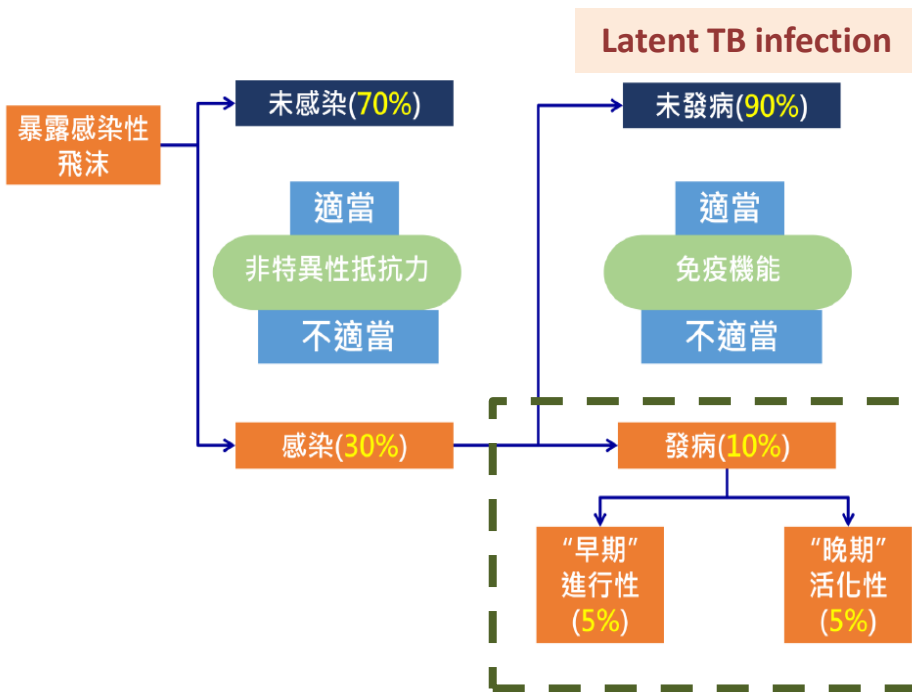 Latent TB infection
暴露感染性
飛沫
未感染(70%)
未發病(90%)
適當
非特異性抵抗力
不適當
適當
免疫機能
不適當
感染(30%)
發病(10%)
“早期”
進行性
(5%)
“晚期”
活化性
(5%)